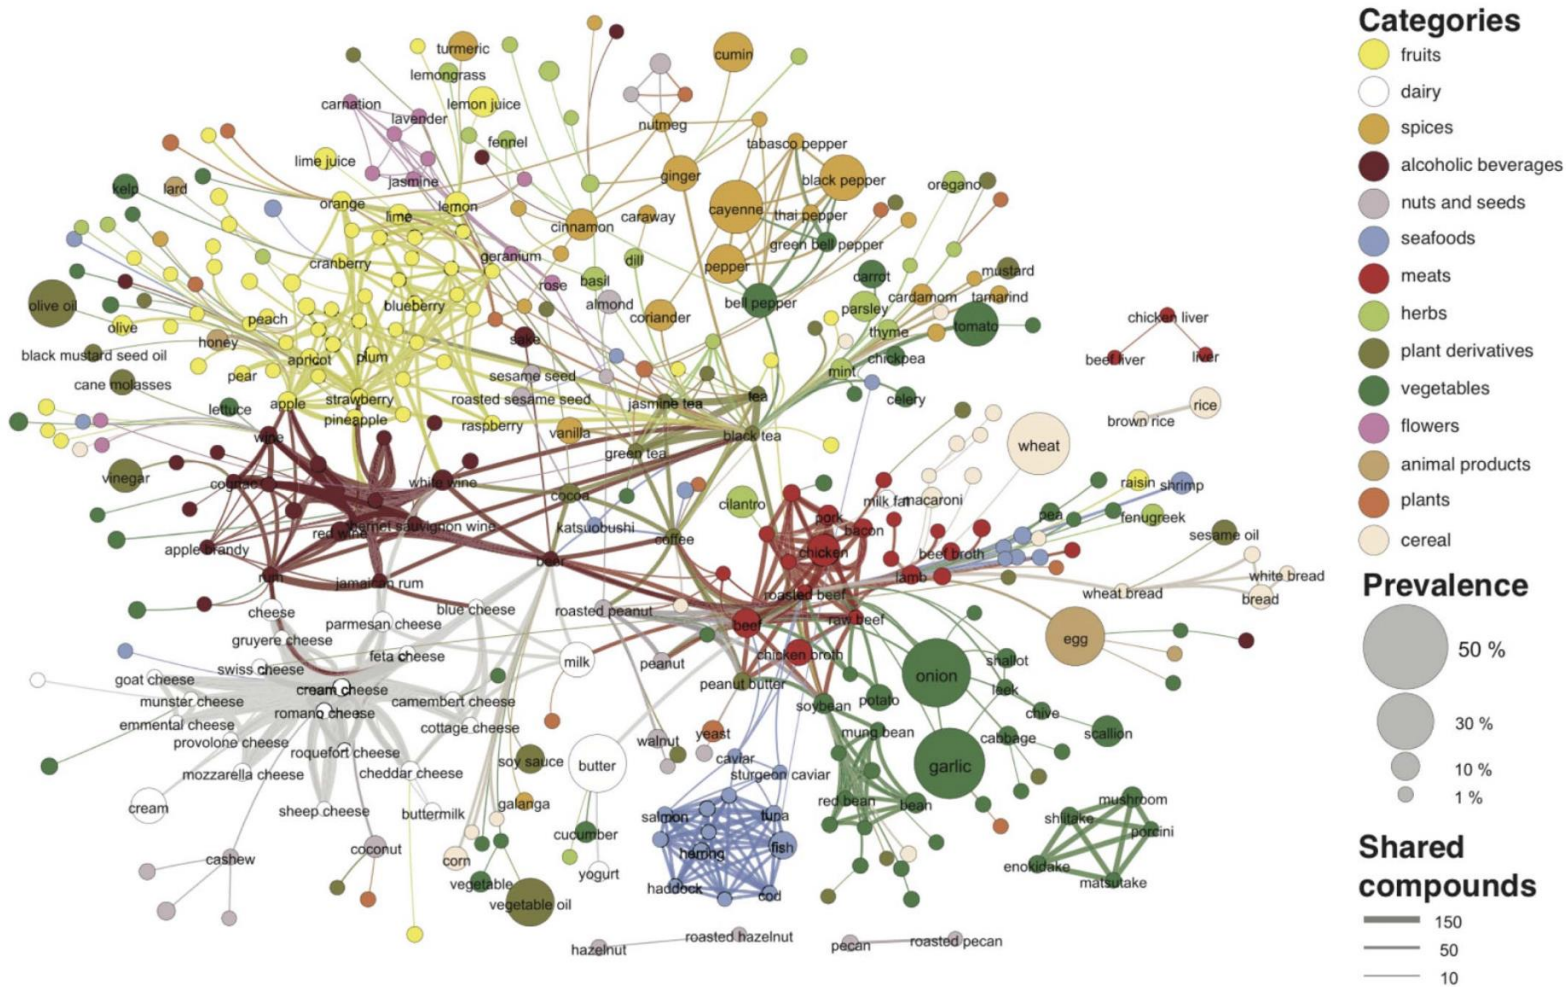 Categories
fruits
dairy
spices
alcoholic beverages
nuts and seeds
seafoods
meats
herbs
plant derivatives
vegetables
flowers
animal products
plants
cereal
Prevalence
50 %
30 %
10 %
1 %
Shared
compounds
150
50
10
turmeric
cumin
lemongrass
carnation
lemon juice
lavender
nutmeg
fennel
tabasco pepper
lime juice
ginger
black pepper
jasmine
kelp
lard
oregano
orange
lime
lemon
cayenne
caraway
thai pepper
cinnamon
green bell pepper
geranium
dill
cranberry
pepper
mustard
basil
carrot
rose
olive oil
blueberry
almond
bell pepper
cardamom
tamarind
parsley
coriander
peach
olive
tomato
chicken liver
thyme
honey
sake
black mustard seed oil
apricot
plum
chickpea
beef liver
liver
mint
pear
sesame seed
cane molasses
tea
celery
roasted sesame seed
jasmine tea
apple
strawberry
lettuce
rice
brown rice
pineapple
raspberry
vanilla
wine
black tea
wheat
green tea
vinegar
cognac
white wine
raisin
shrimp
cocoa
cilantro
milk fat
macaroni
pork
pea
fenugreek
red wine
cabernet sauvignon wine
katsuobushi
bacon
sesame oil
coffee
apple brandy
chicken
beef broth
beer
rum
jamaican rum
lamb
white bread
roasted beef
wheat bread
bread
cheese
blue cheese
roasted peanut
parmesan cheese
beef
raw beef
gruyere cheese
egg
feta cheese
chicken broth
swiss cheese
milk
peanut
shallot
goat cheese
onion
peanut butter
cream cheese
leek
munster cheese
camembert cheese
potato
soybean
romano cheese
chive
emmental cheese
cottage cheese
yeast
mung bean
scallion
provolone cheese
walnut
cabbage
roquefort cheese
caviar
soy sauce
butter
garlic
mozzarella cheese
cheddar cheese
sturgeon caviar
mushroom
cream
galanga
red bean
bean
sheep cheese
buttermilk
salmon
tuna
shiitake
cucumber
porcini
coconut
fish
herring
cashew
corn
enokidake
yogurt
matsutake
vegetable
haddock
cod
vegetable oil
roasted hazelnut
hazelnut
pecan
roasted pecan